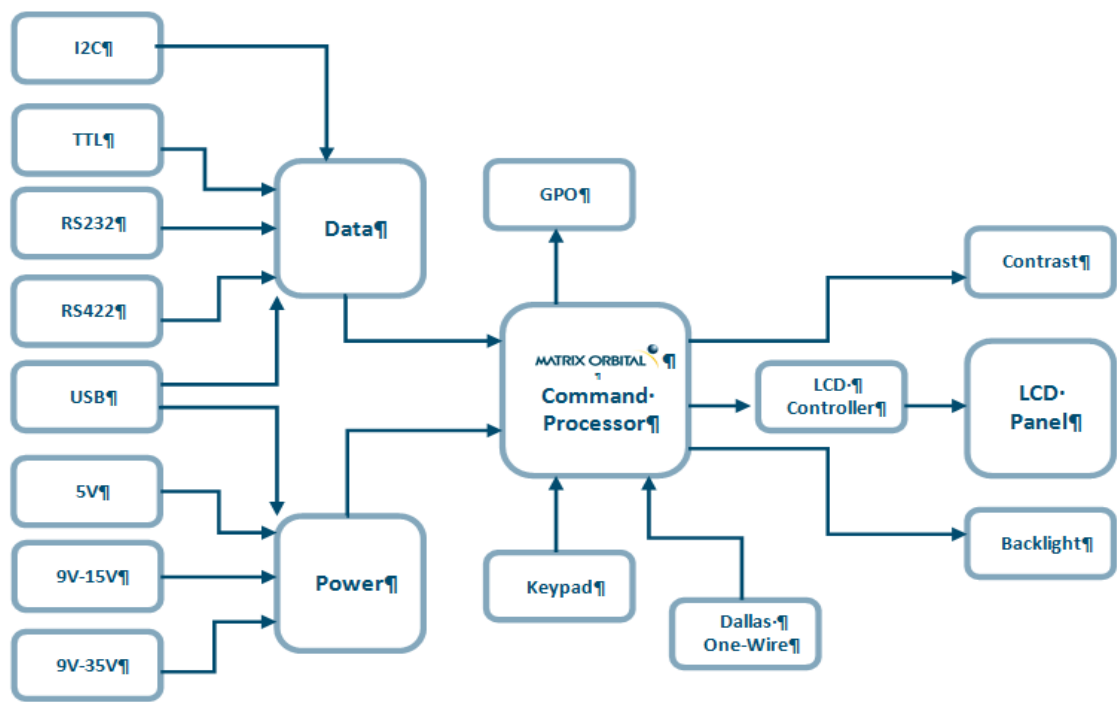 I2C¶
TTL¶
RS232¶
RS422¶
USB¶
5V¶
9V-15V¶
9V-35V¶
Data¶
Power¶
GPO¶
MATRIX ORBITAL ¶
¶
Command·
Processor¶
Keypad¶
Dallas·¶
One-Wire¶
LCD·¶
Controller¶
Contrast¶
LCD·
Panel¶
Backlight¶